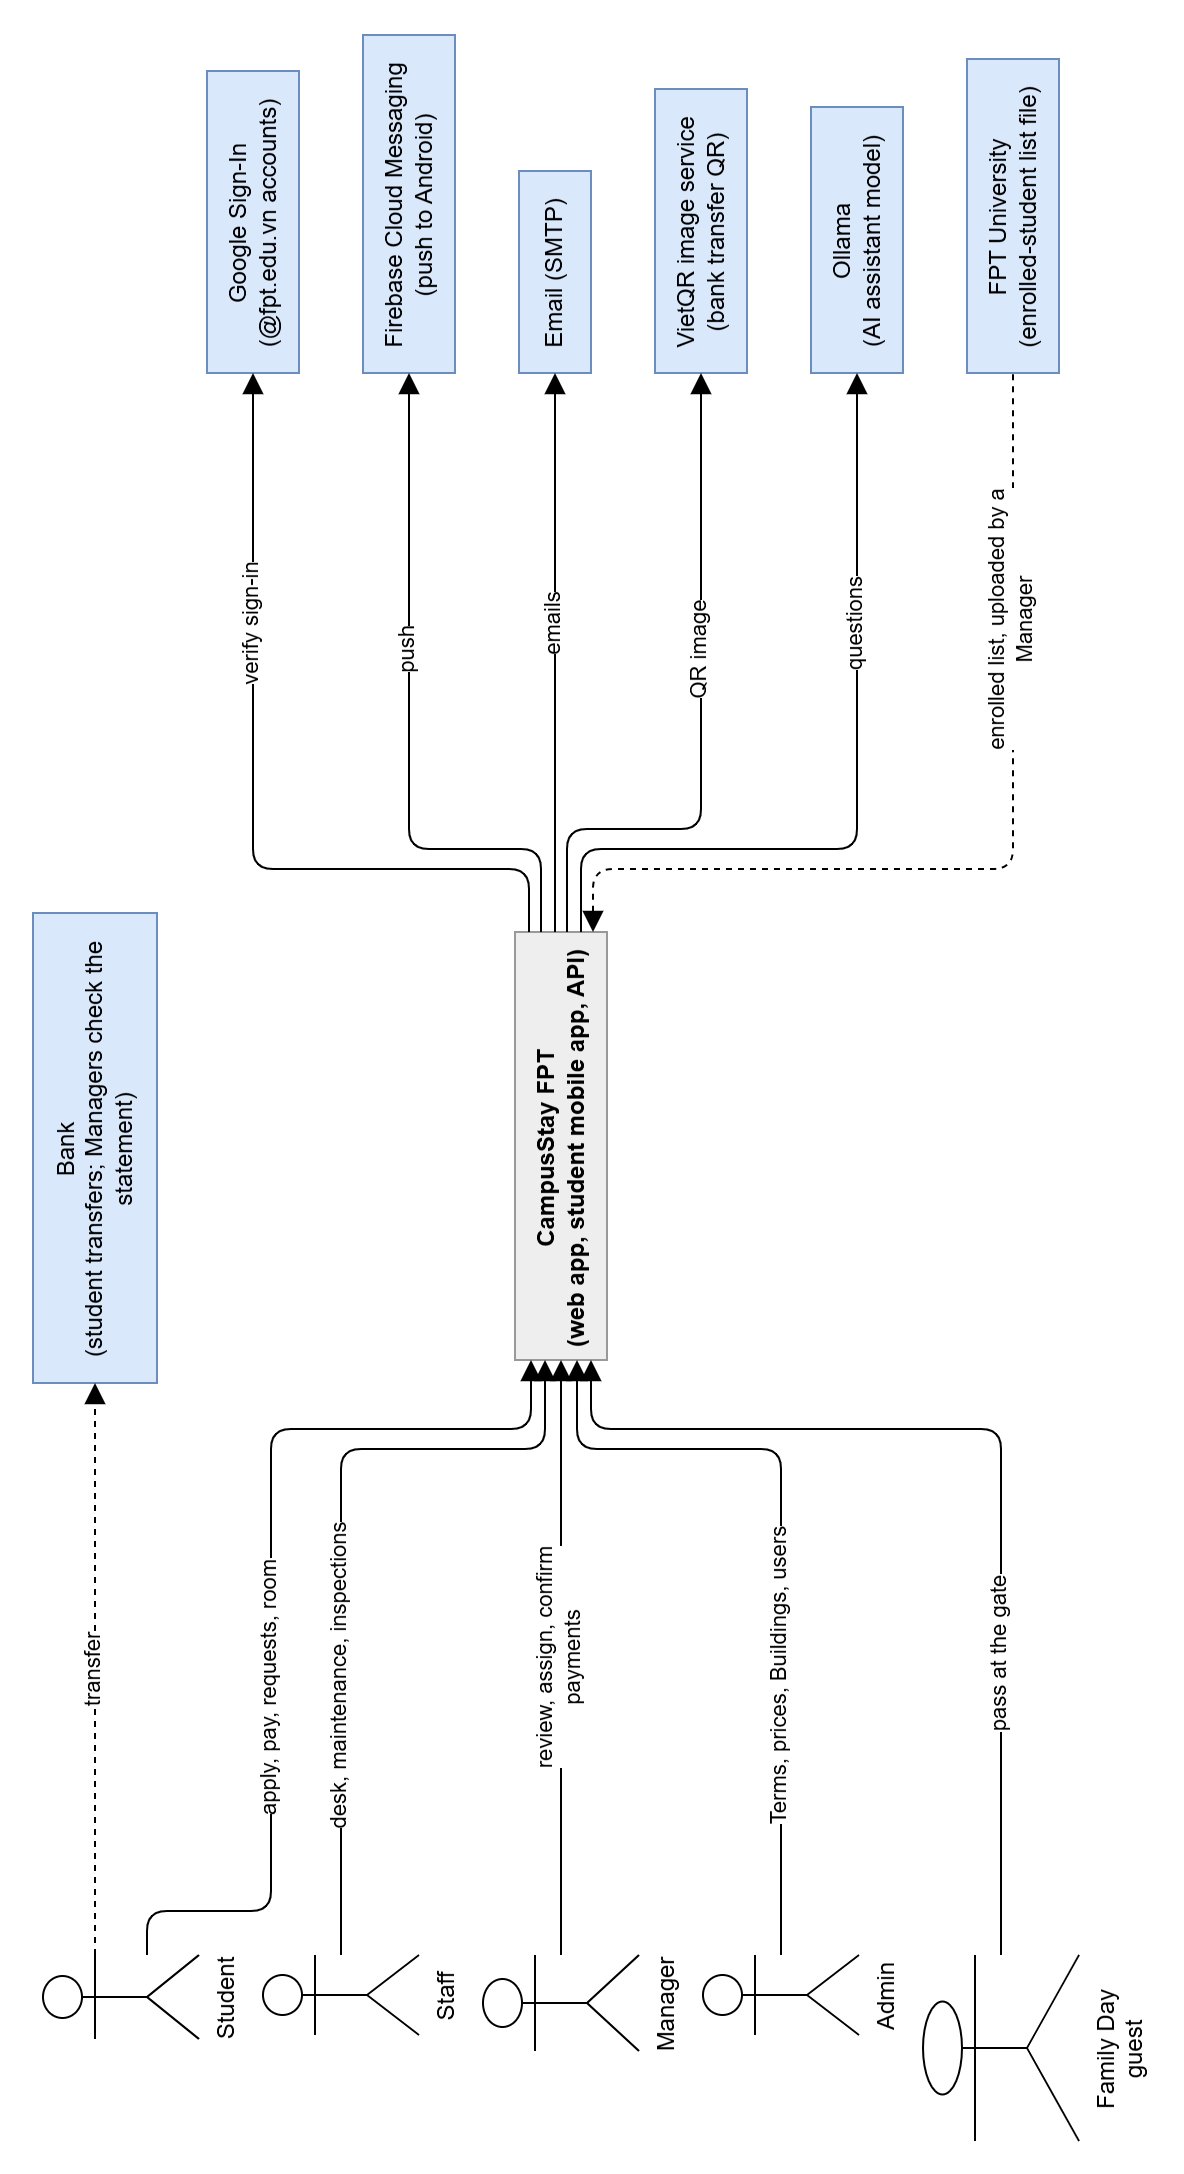 Bank
(student transfers; Managers check the
statement)
transfer
Student
apply, pay, requests, room
Staff
desk, maintenance, inspections
Manager
review, assign, confirm
payments
Admin
Terms, prices, Buildings, users
Family Day
guest
pass at the gate
CampusStay FPT
(web app, student mobile app, API)
verify sign-in
Google Sign-In
(@fpt.edu.vn accounts)
push
Firebase Cloud Messaging
(push to Android)
emails
Email (SMTP)
QR image
VietQR image service
(bank transfer QR)
questions
Ollama
(AI assistant model)
enrolled list, uploaded by a
Manager
FPT University
(enrolled-student list file)